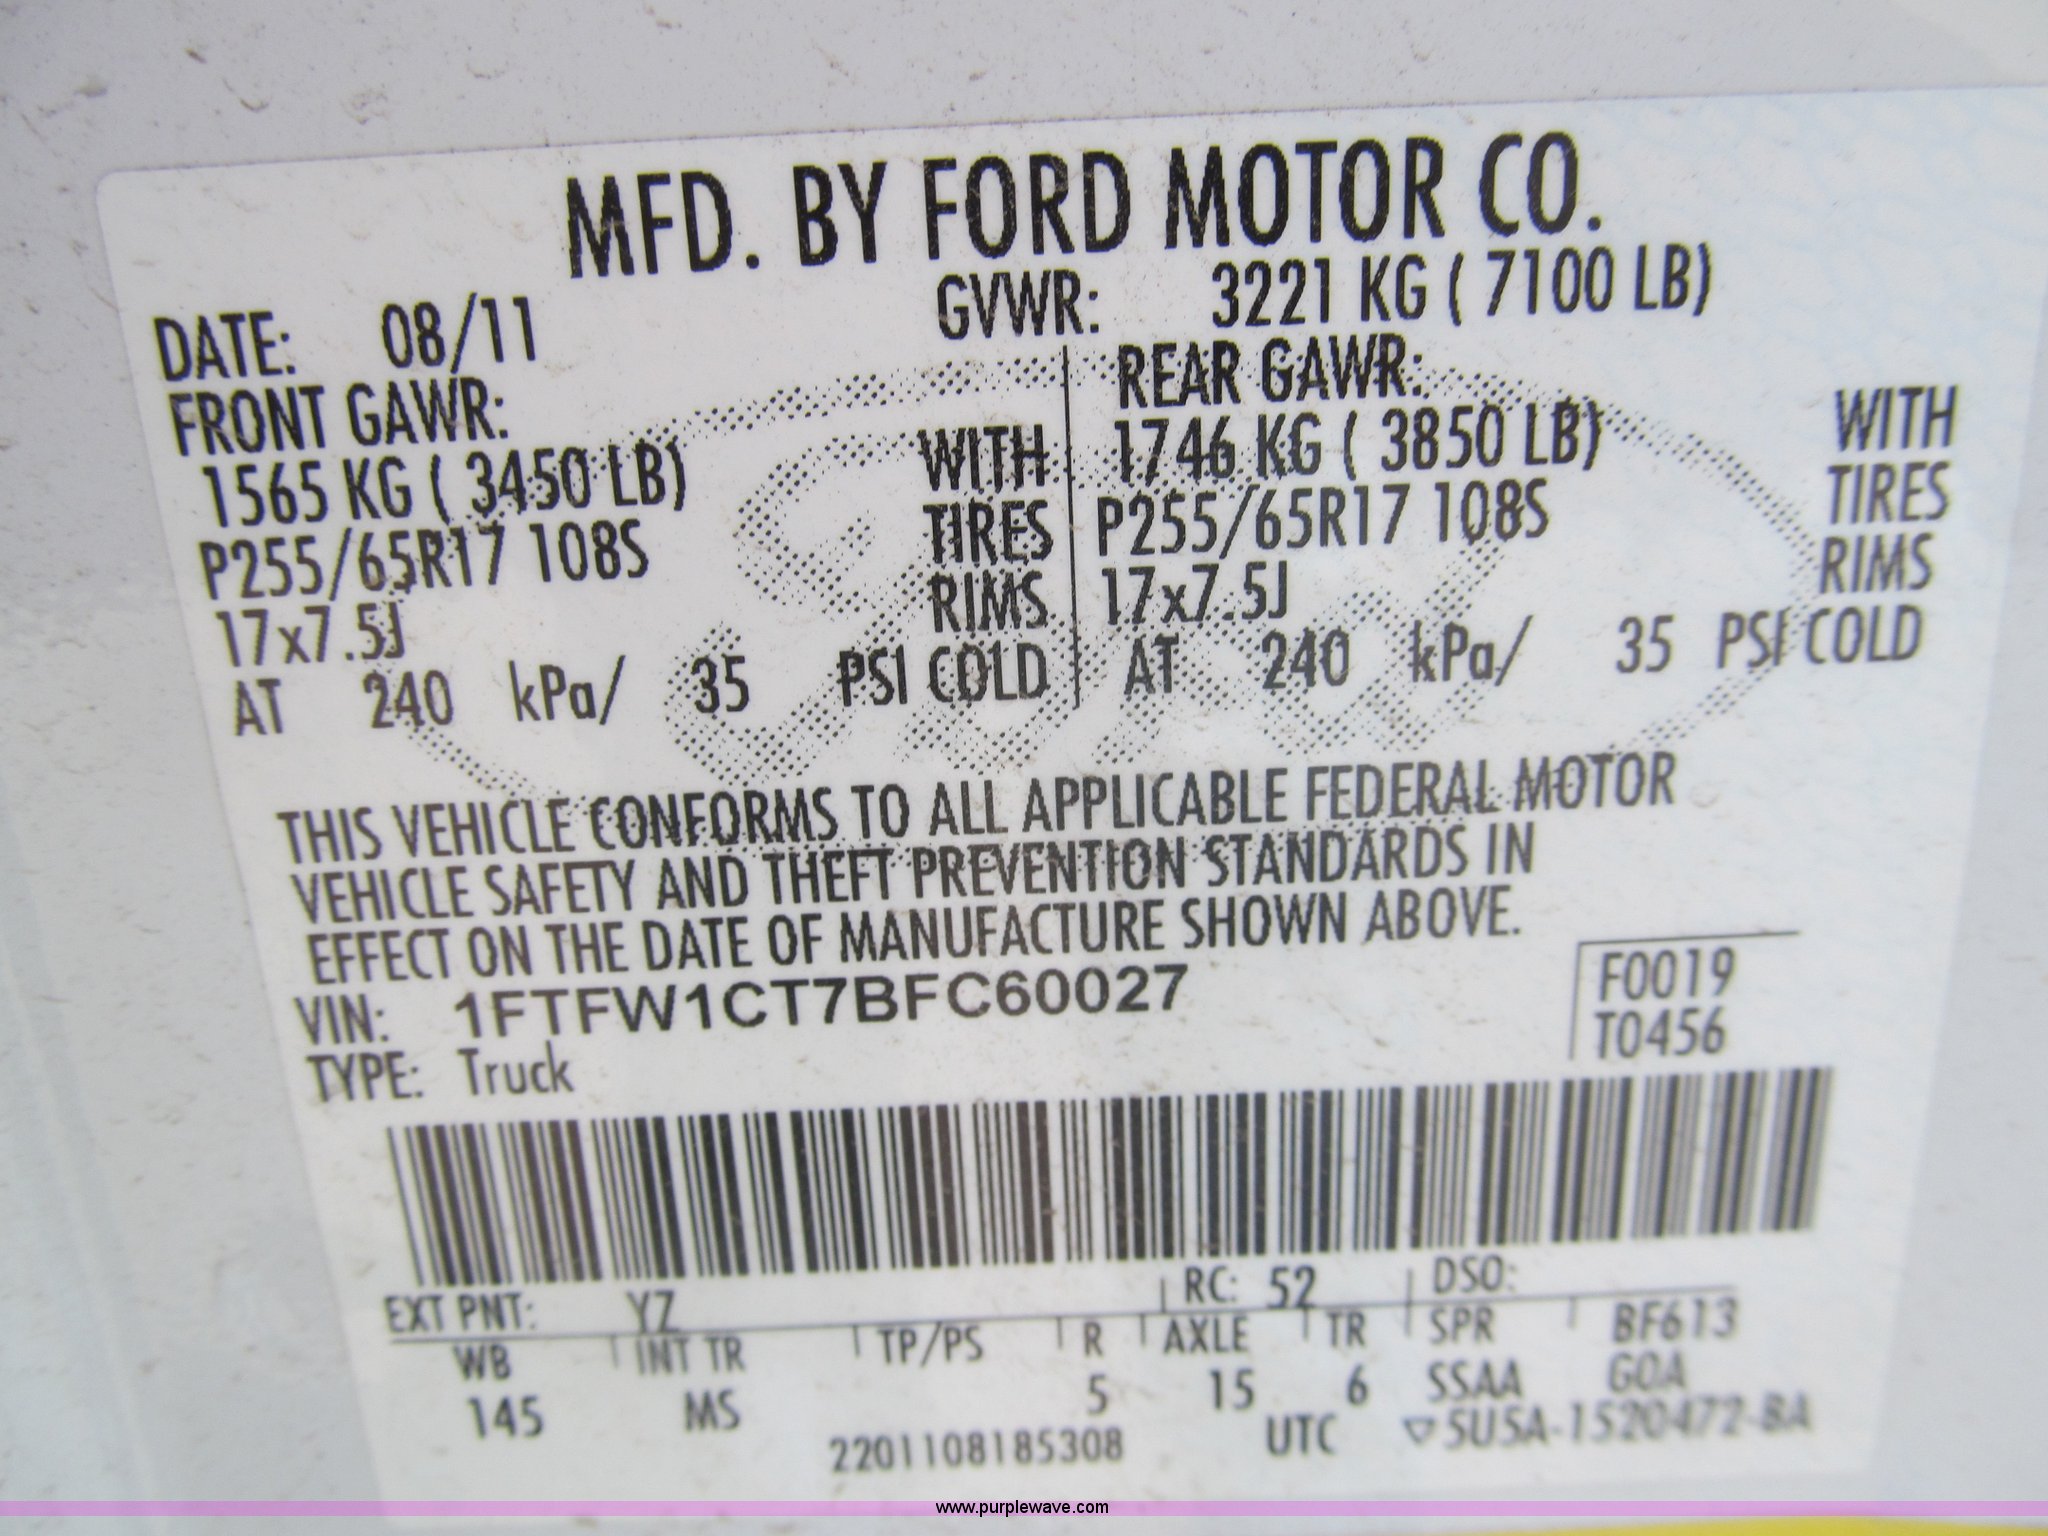 MFD. BY FORD MOTOR CO.
DATE: 08/11 GVWR: 3221 KG ( 7100 LB)
FRONT GAWR:
1565 KG ( 3450 LB) WITH
P255/65R17 108S TIRES
17x7.5J RIMS
AT 240 kPa/ 35 PSI COLD
REAR GAWR:
1746 KG ( 3850 LB) WITH
P255/65R17 108S TIRES
17x7.5J RIMS
AT 240 kPa/ 35 PSI COLD
THIS VEHICLE CONFORMS TO ALL APPLICABLE FEDERAL MOTOR
VEHICLE SAFETY AND THEFT PREVENTION STANDARDS IN
EFFECT ON THE DATE OF MANUFACTURE SHOWN ABOVE.
VIN: 1FTFW1CT7BFC60027
TYPE: Truck
F0019
T0456
EXT PNT: YZ RC: 52 DSO:
WB INT TR TP/PS R AXLE TR SPR BF613
145 MS 5 15 6 SSAA GOA
2201108185308 UTC ▽5U5A-1520472-BA
www.purplewave.com